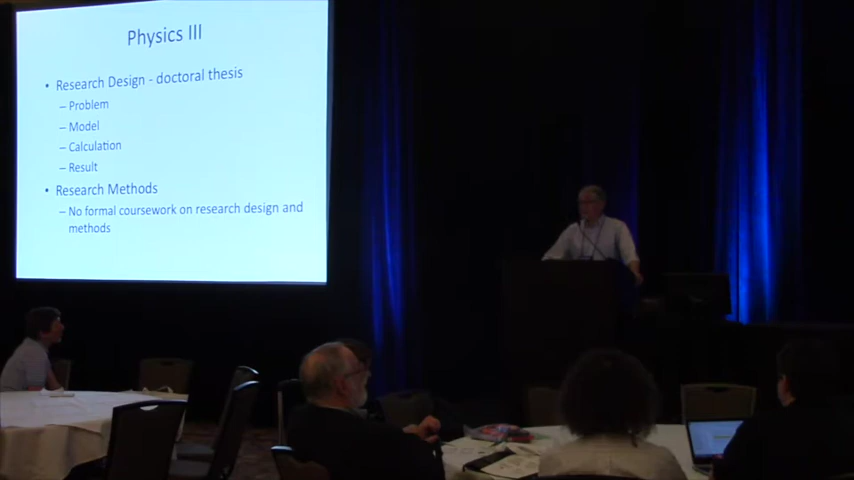 Physics III
• Research Design - doctoral thesis
– Problem
– Model
– Calculation
– Result
• Research Methods
– No formal coursework on research design and
methods